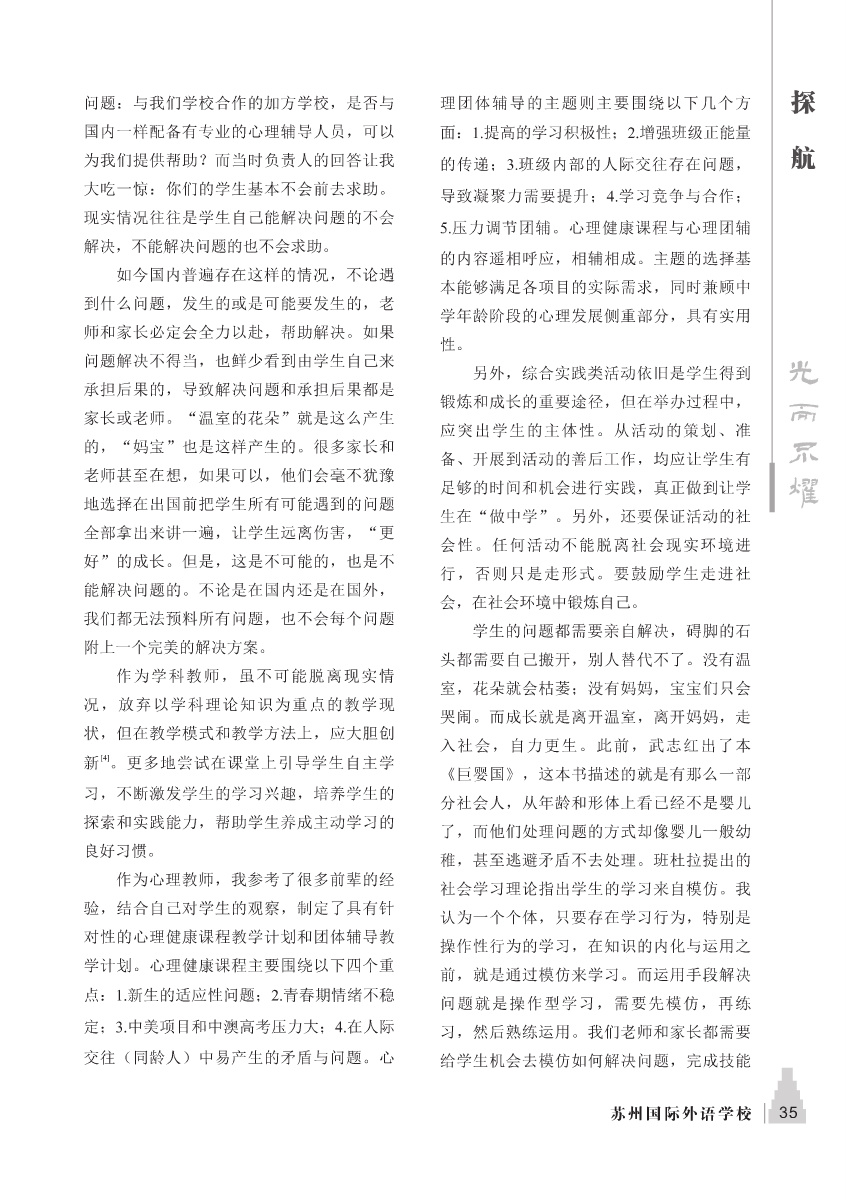 问题：与我们学校合作的加方学校，是否与
国内一样配备有专业的心理辅导人员，可以
为我们提供帮助？而当时负责人的回答让我
大吃一惊：你们的学生基本不会前去求助。
现实情况往往是学生自己能解决问题的不会
解决，不能解决问题的也不会求助。
如今国内普遍存在这样的情况，不论遇
到什么问题，发生的或是可能要发生的，老
师和家长必定会全力以赴，帮助解决。如果
问题解决不得当，也鲜少看到由学生自己来
承担后果的，导致解决问题和承担后果都是
家长或老师。“温室的花朵”就是这么产生
的，“妈宝”也是这样产生的。很多家长和
老师甚至在想，如果可以，他们会毫不犹豫
地选择在出国前把学生所有可能遇到的问题
全部拿出来讲一遍，让学生远离伤害，“更
好”的成长。但是，这是不可能的，也是不
能解决问题的。不论是在国内还是在国外，
我们都无法预料所有问题，也不会每个问题
附上一个完美的解决方案。
作为学科教师，虽不可能脱离现实情
况，放弃以学科理论知识为重点的教学现
状，但在教学模式和教学方法上，应大胆创
新[4]。更多地尝试在课堂上引导学生自主学
习，不断激发学生的学习兴趣，培养学生的
探索和实践能力，帮助学生养成主动学习的
良好习惯。
作为心理教师，我参考了很多前辈的经
验，结合自己对学生的观察，制定了具有针
对性的心理健康课程教学计划和团体辅导教
学计划。心理健康课程主要围绕以下四个重
点：1.新生的适应性问题；2.青春期情绪不稳
定；3.中美项目和中澳高考压力大；4.在人际
交往（同龄人）中易产生的矛盾与问题。心
理团体辅导的主题则主要围绕以下几个方
面：1.提高的学习积极性；2.增强班级正能量
的传递；3.班级内部的人际交往存在问题，
导致凝聚力需要提升；4.学习竞争与合作；
5.压力调节团辅。心理健康课程与心理团辅
的内容遥相呼应，相辅相成。主题的选择基
本能够满足各项目的实际需求，同时兼顾中
学年龄阶段的心理发展侧重部分，具有实用
性。
另外，综合实践类活动依旧是学生得到
锻炼和成长的重要途径，但在举办过程中，
应突出学生的主体性。从活动的策划、准
备、开展到活动的善后工作，均应让学生有
足够的时间和机会进行实践，真正做到让学
生在“做中学”。另外，还要保证活动的社
会性。任何活动不能脱离社会现实环境进
行，否则只是走形式。要鼓励学生走进社
会，在社会环境中锻炼自己。
学生的问题都需要亲自解决，碍脚的石
头都需要自己搬开，别人替代不了。没有温
室，花朵就会枯萎；没有妈妈，宝宝们只会
哭闹。而成长就是离开温室，离开妈妈，走
入社会，自力更生。此前，武志红出了本
《巨婴国》，这本书描述的就是有那么一部
分社会人，从年龄和形体上看已经不是婴儿
了，而他们处理问题的方式却像婴儿一般幼
稚，甚至逃避矛盾不去处理。班杜拉提出的
社会学习理论指出学生的学习来自模仿。我
认为一个个体，只要存在学习行为，特别是
操作性行为的学习，在知识的内化与运用之
前，就是通过模仿来学习。而运用手段解决
问题就是操作型学习，需要先模仿，再练
习，然后熟练运用。我们老师和家长都需要
给学生机会去模仿如何解决问题，完成技能
探航
光而不耀
苏州国际外语学校 35